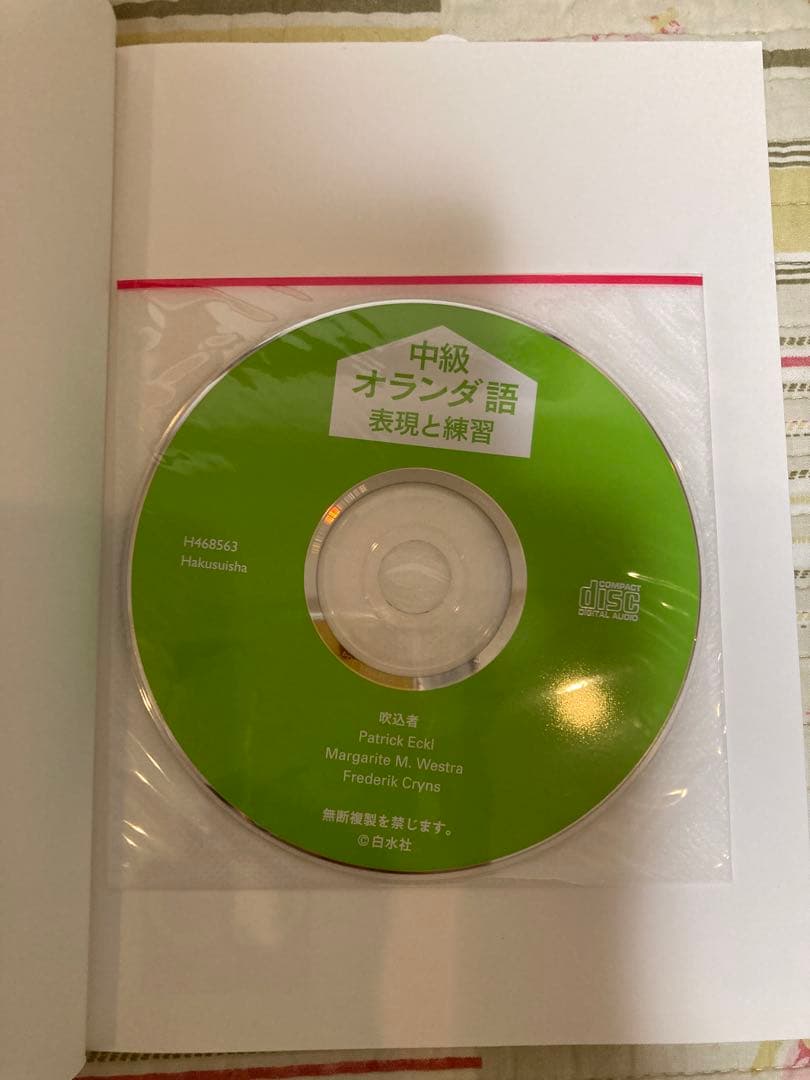 中級
オランダ語
表現と練習
H468563
Hakusuisha
COMPACT
disc
DIGITAL AUDIO
吹込者
Patrick Eckl
Margarite M. Westra
Frederik Cryns
無断複製を禁じます。
©白水社